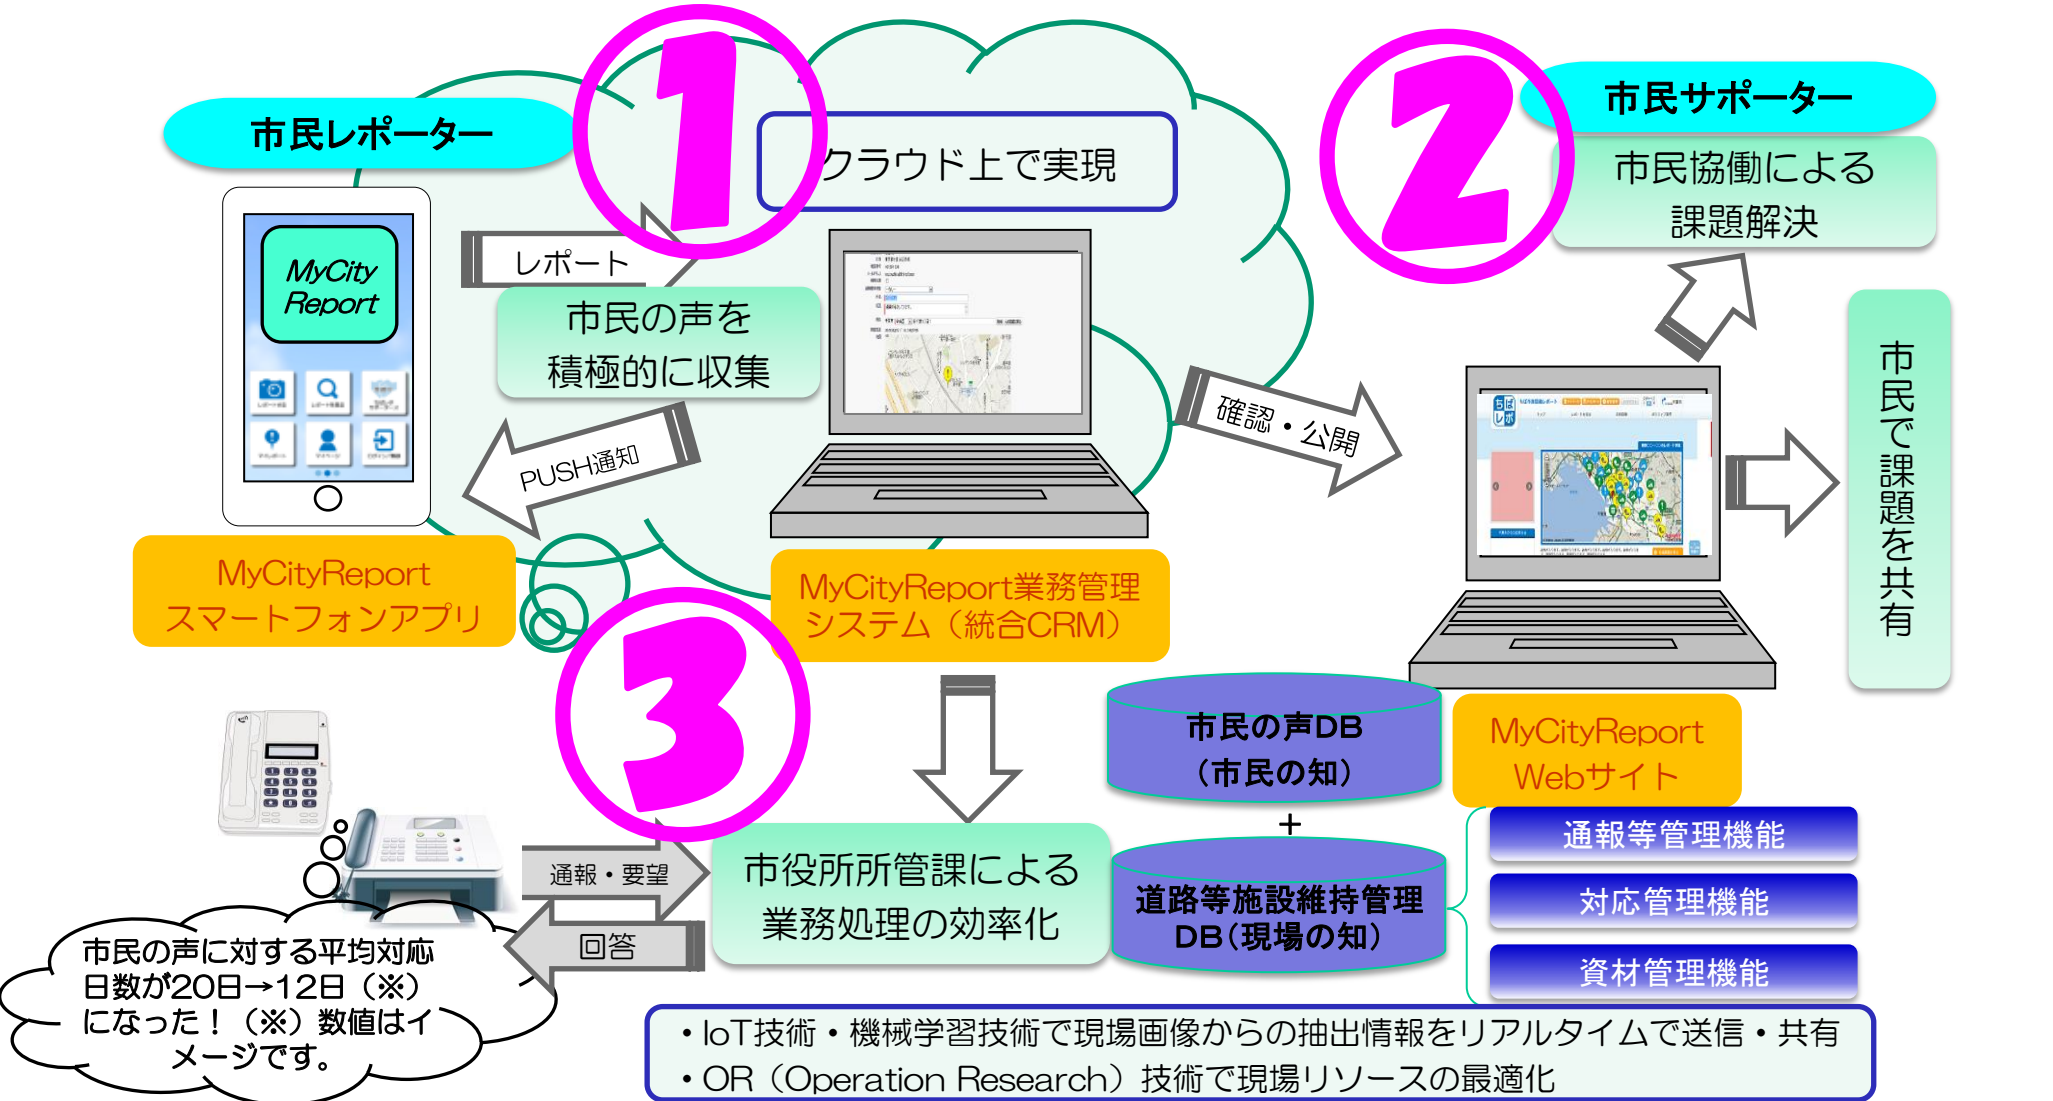 1
2
市民レポーター
クラウド上で実現
市民サポーター
市民協働による
課題解決
MyCity
Report
レポート
市民の声を
積極的に収集
PUSH通知
確認・公開
ちば
レポ
市民で課題を共有
MyCityReport
スマートフォンアプリ
MyCityReport業務管理
システム（統合CRM）
3
市民の声DB
（市民の知）
+
MyCityReport
Webサイト
通報・要望
回答
市役所所管課による
業務処理の効率化
道路等施設維持管理
DB（現場の知）
通報等管理機能
対応管理機能
資材管理機能
市民の声に対する平均対応
日数が20日→12日（※）
になった！（※）数値はイ
メージです。
・IoT技術・機械学習技術で現場画像からの抽出情報をリアルタイムで送信・共有
・OR（Operation Research）技術で現場リソースの最適化